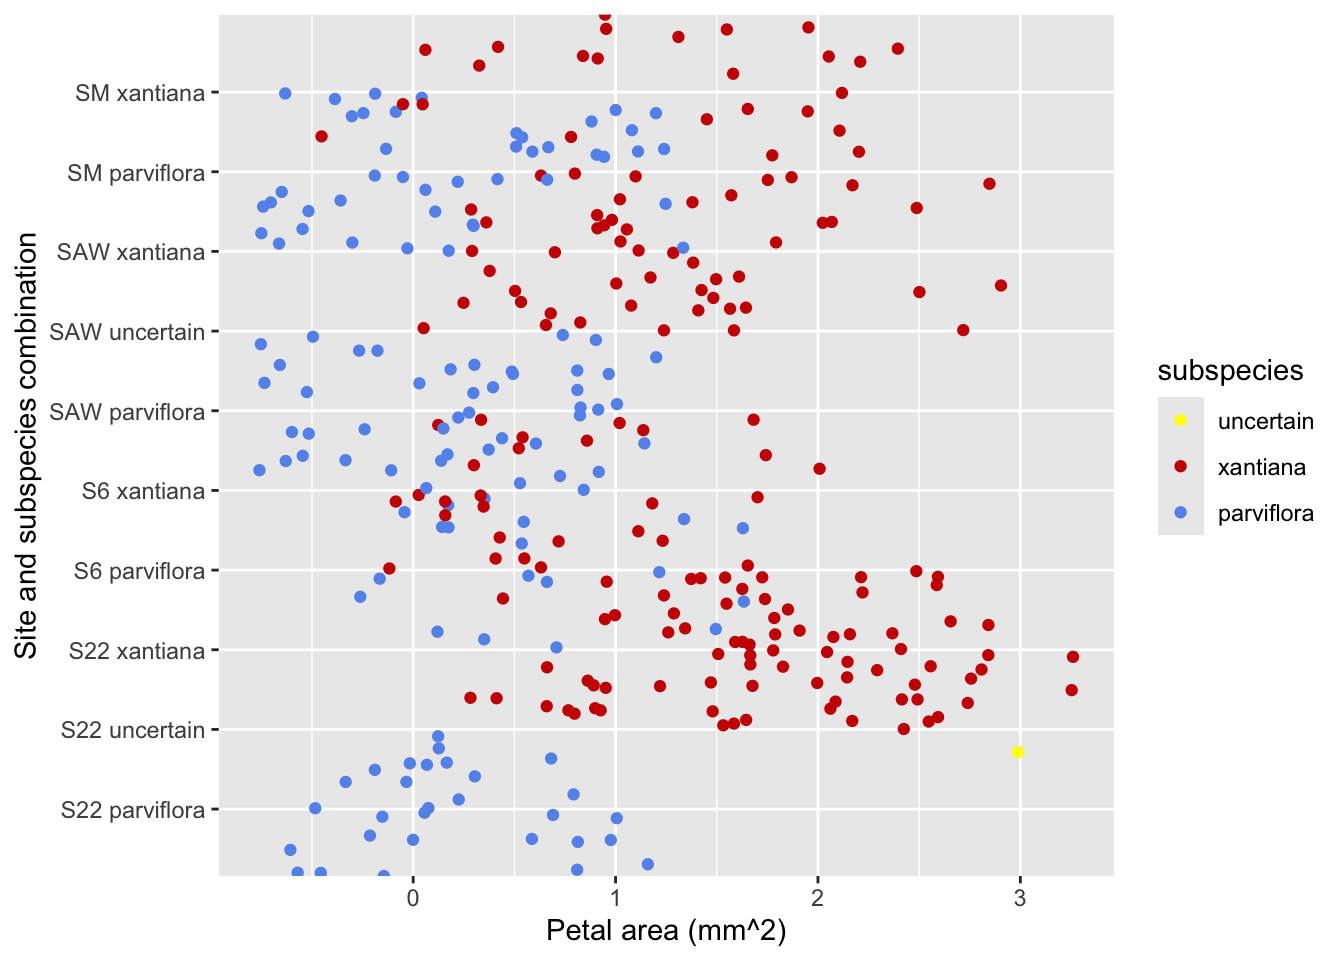 SM xantiana
SM parviflora
SAW xantiana
SAW uncertain
SAW parviflora
S6 xantiana
S6 parviflora
S22 xantiana
S22 uncertain
S22 parviflora
Site and subspecies combination
0 1 2 3
Petal area (mm^2)
subspecies
uncertain
xantiana
parviflora